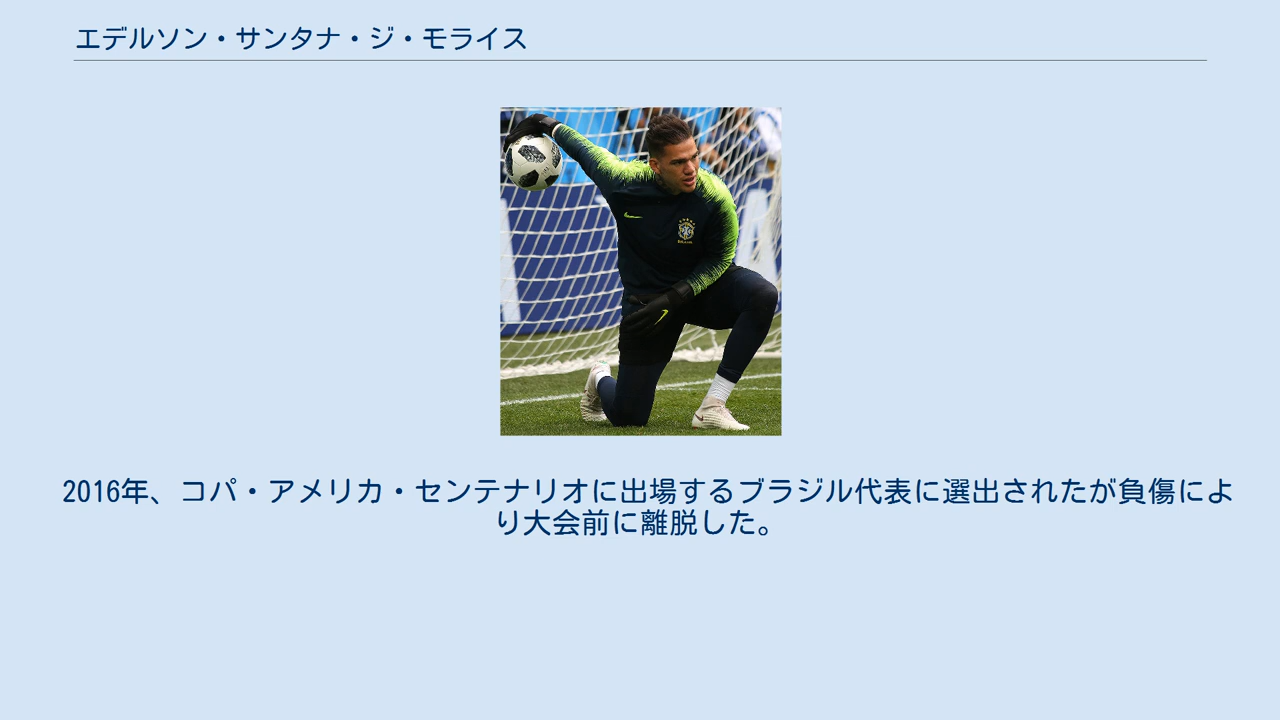 エデルソン・サンタナ・ジ・モライス
2016年、コパ・アメリカ・センテナリオに出場するブラジル代表に選出されたが負傷によ
り大会前に離脱した。